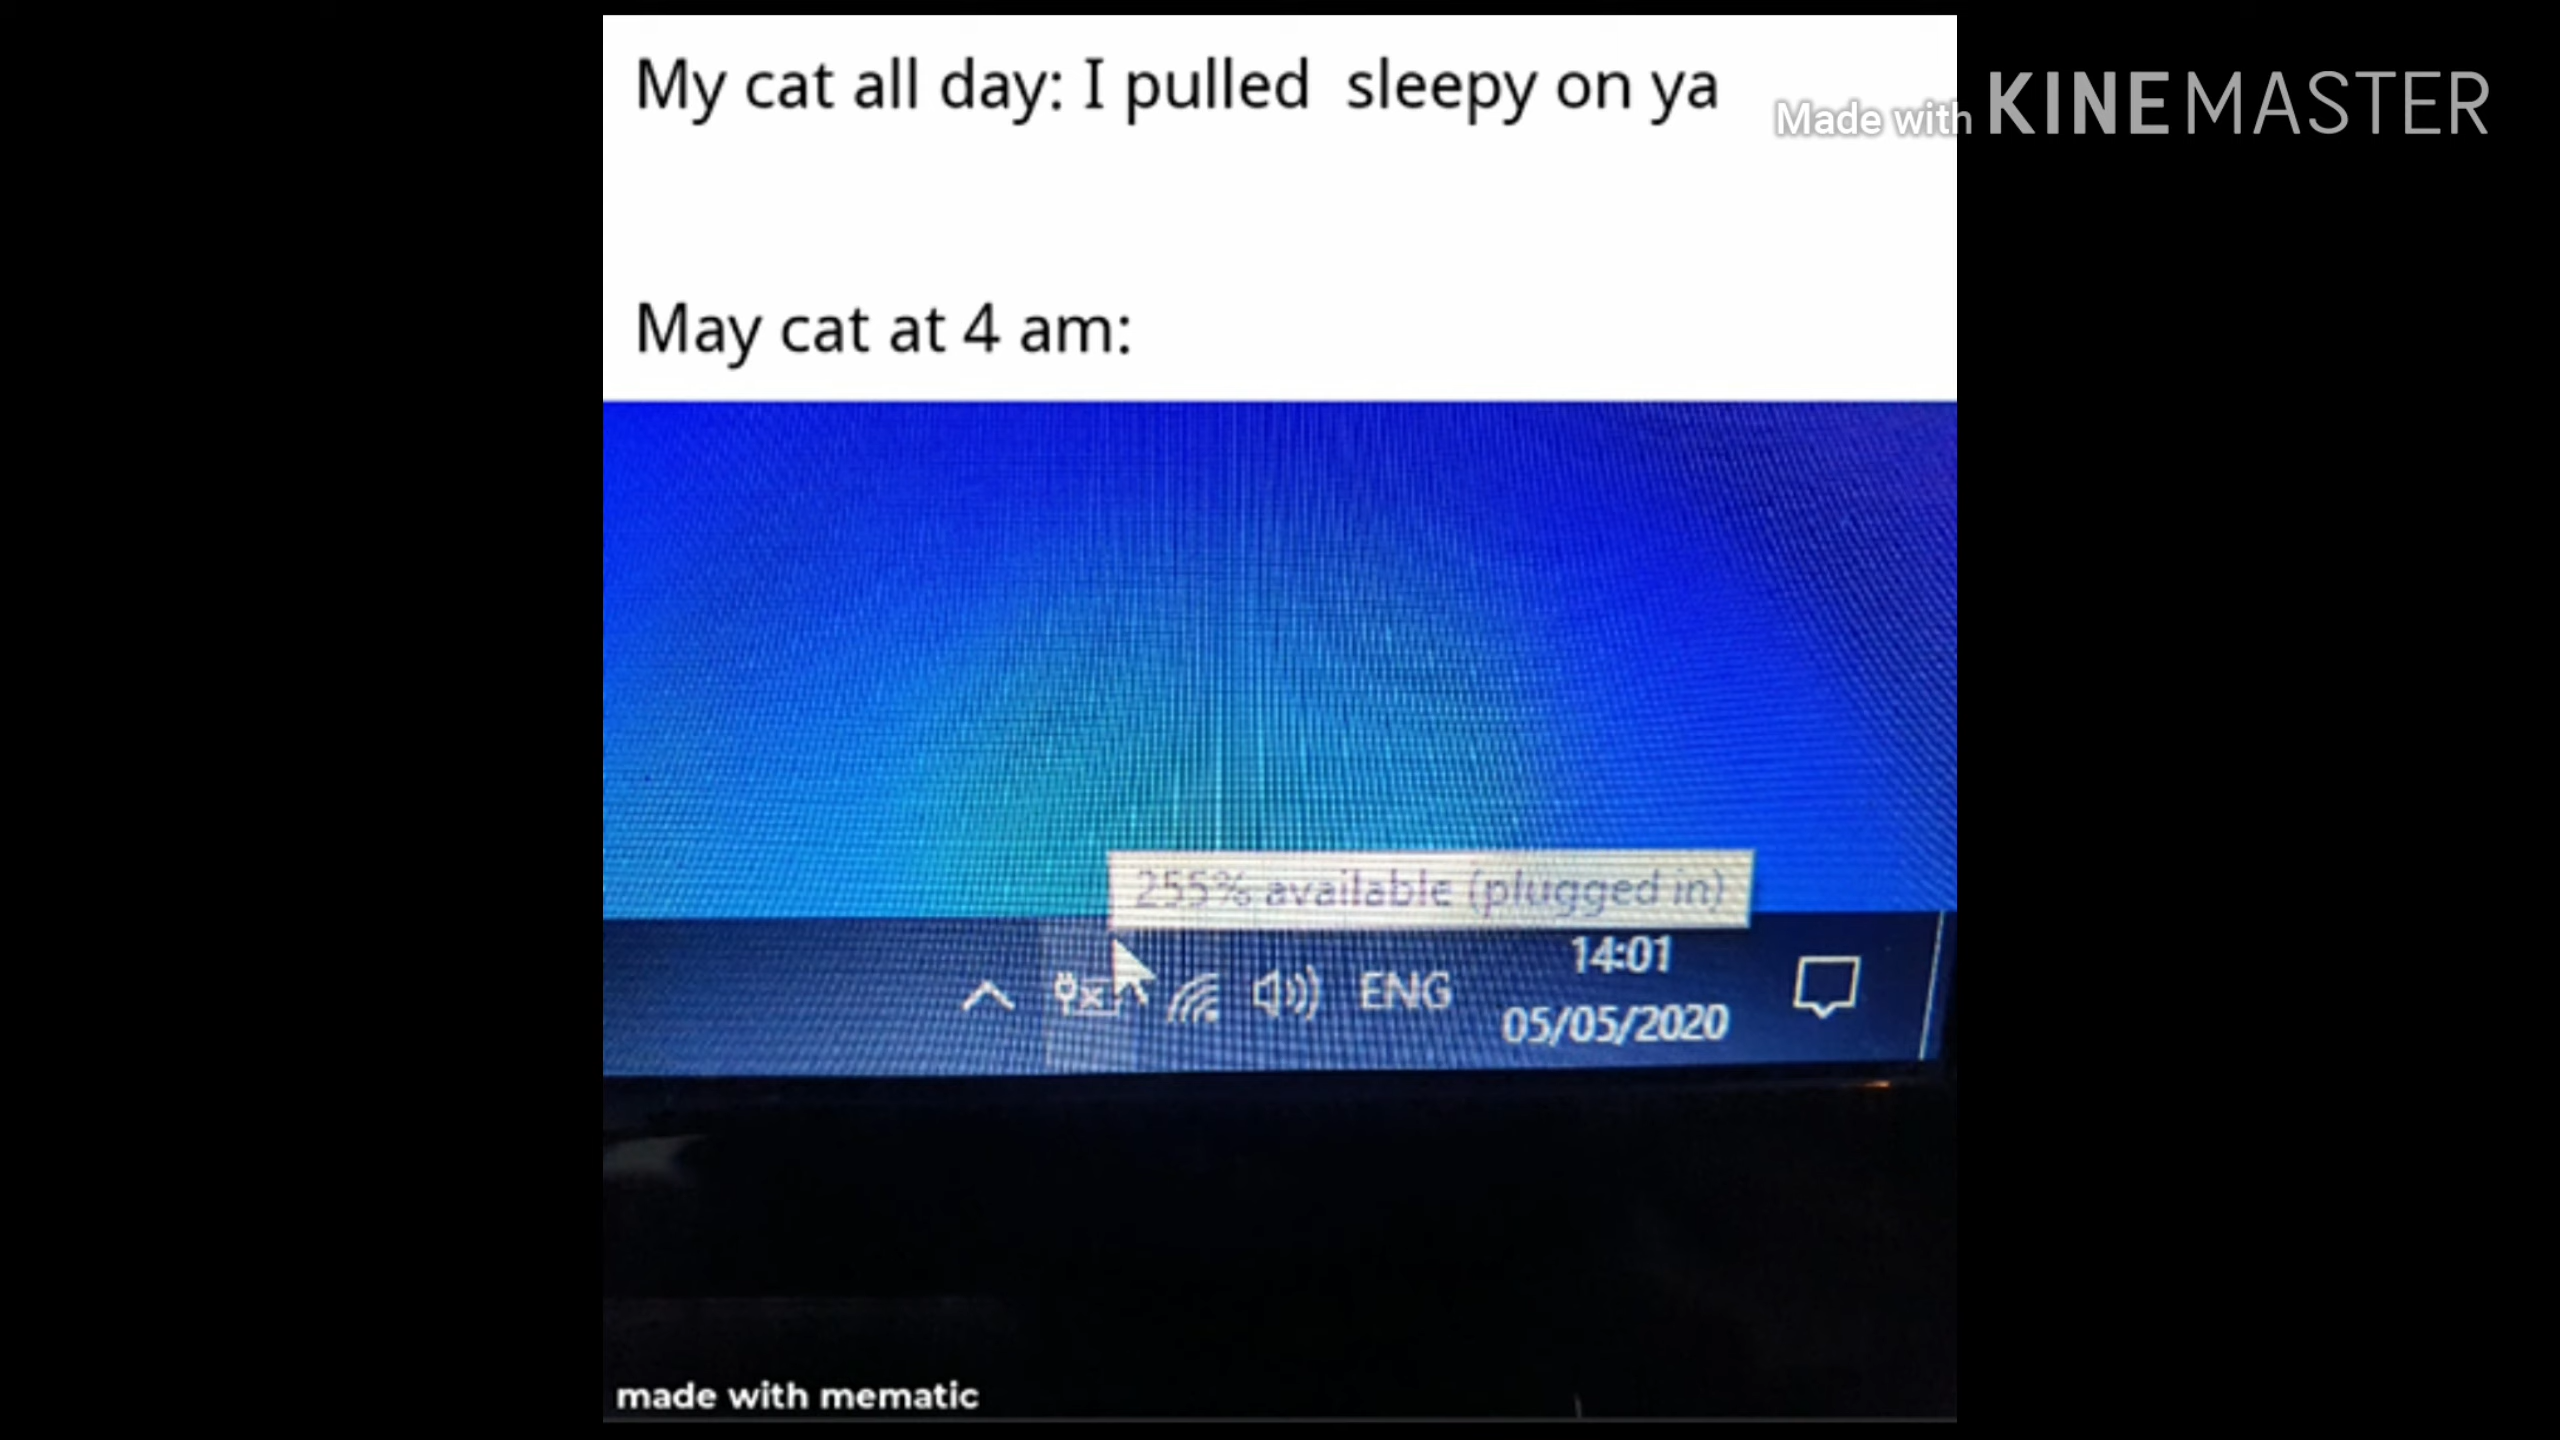 My cat all day: I pulled  sleepy on ya
Made with KINEMASTER
May cat at 4 am:
255% available (plugged in)
ENG
14:01
05/05/2020
made with mematic